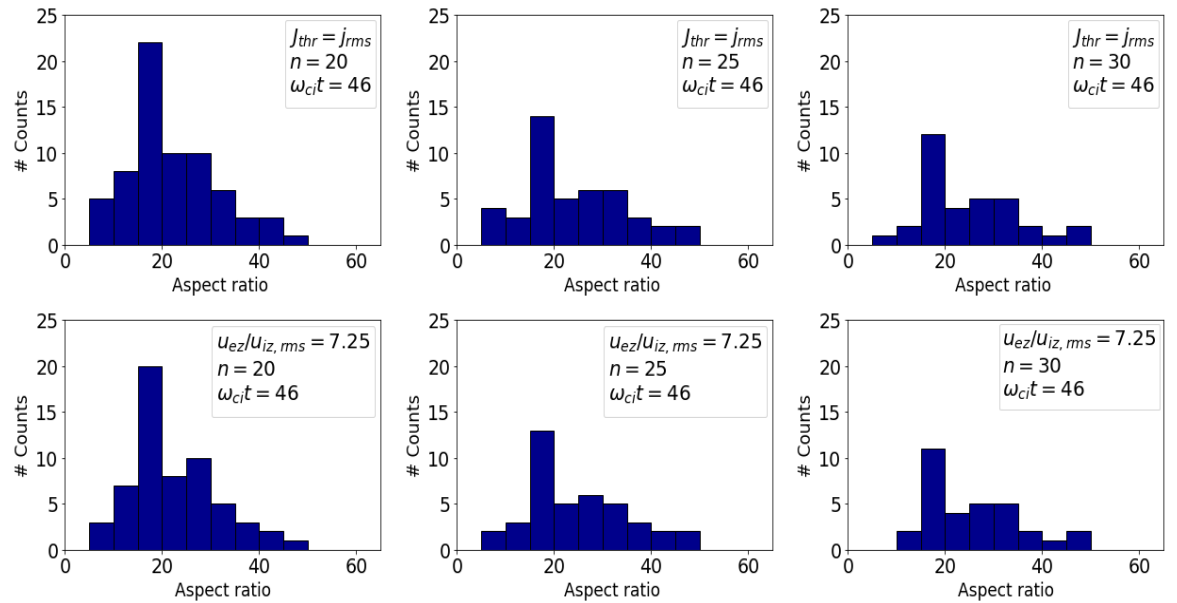 25
20
15
10
5
0
# Counts
0 20 40 60
Aspect ratio
J_thr = j_rms
n = 20
ω_ci t = 46
25
20
15
10
5
0
# Counts
0 20 40 60
Aspect ratio
J_thr = j_rms
n = 25
ω_ci t = 46
25
20
15
10
5
0
# Counts
0 20 40 60
Aspect ratio
J_thr = j_rms
n = 30
ω_ci t = 46
25
20
15
10
5
0
# Counts
0 20 40 60
Aspect ratio
u_ez/u_iz, rms = 7.25
n = 20
ω_ci t = 46
25
20
15
10
5
0
# Counts
0 20 40 60
Aspect ratio
u_ez/u_iz, rms = 7.25
n = 25
ω_ci t = 46
25
20
15
10
5
0
# Counts
0 20 40 60
Aspect ratio
u_ez/u_iz, rms = 7.25
n = 30
ω_ci t = 46